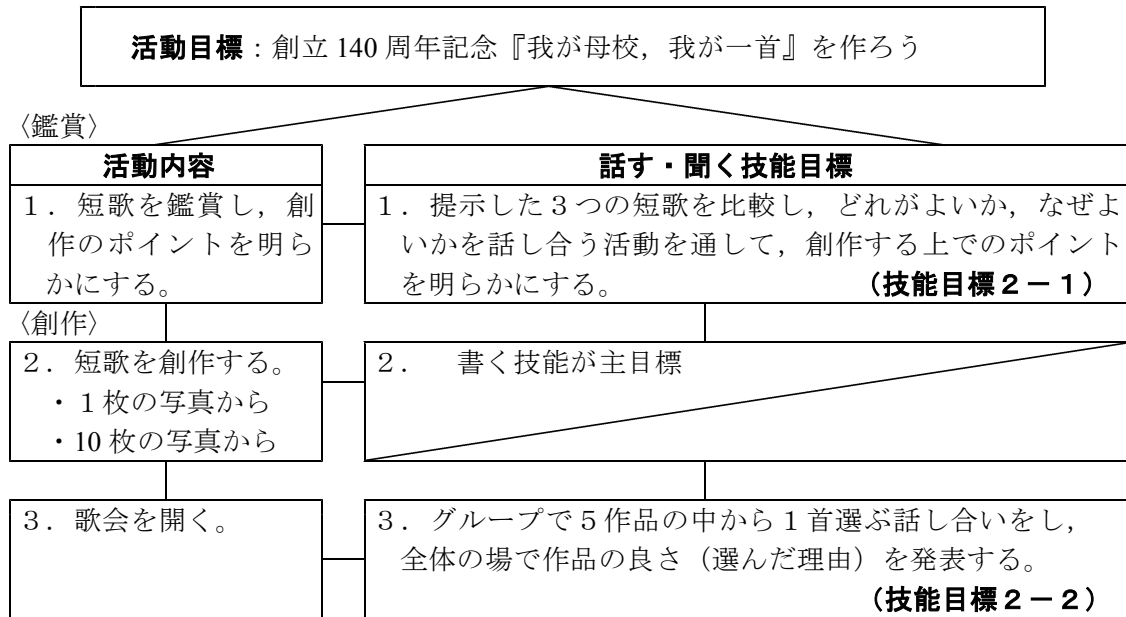 活動目標：創立 140 周年記念『我が母校，我が一首』を作ろう
〈鑑賞〉
活動内容
１．短歌を鑑賞し，創
作のポイントを明ら
かにする。
話す・聞く技能目標
１．提示した３つの短歌を比較し，どれがよいか，なぜよ
いかを話し合う活動を通して，創作する上でのポイント
を明らかにする。　（技能目標２－１）
〈創作〉
２．短歌を創作する。
・１枚の写真から
・10 枚の写真から
２．　書く技能が主目標
３．歌会を開く。
３．グループで５作品の中から１首選ぶ話し合いをし，
全体の場で作品の良さ（選んだ理由）を発表する。
（技能目標２－２）